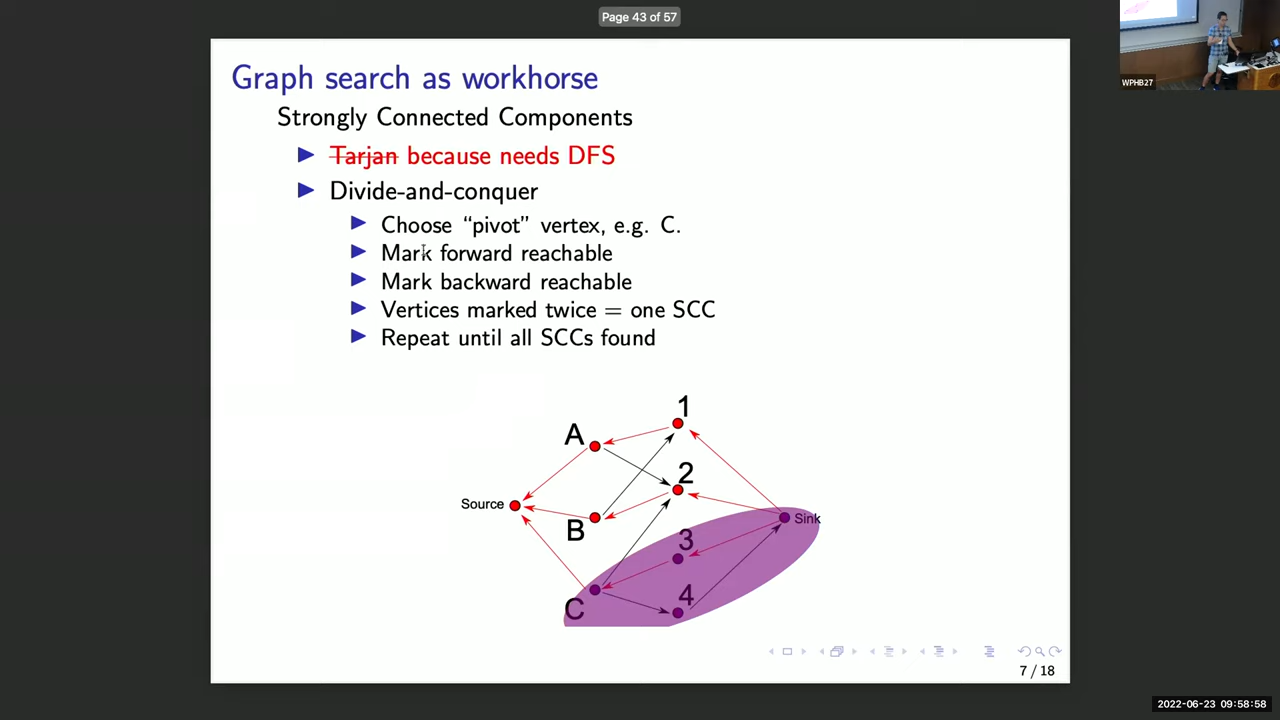 Page 43 of 57
WPHB27
Graph search as workhorse
Strongly Connected Components
Tarjan because needs DFS
Divide-and-conquer
Choose “pivot” vertex, e.g. C.
Mark forward reachable
Mark backward reachable
Vertices marked twice = one SCC
Repeat until all SCCs found
1
A
2
Source
Sink
B
3
4
C
7 / 18
2022-06-23 09:58:58